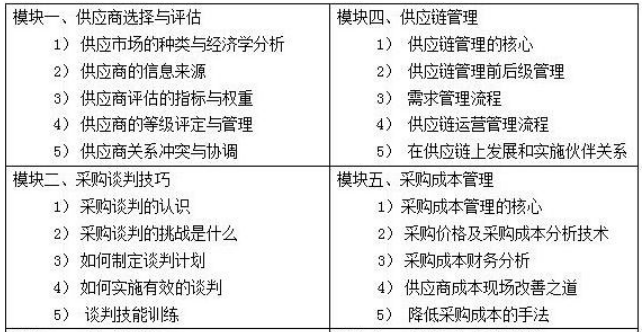 模块一、供应商选择与评估
1） 供应市场的种类与经济学分析
2） 供应商的信息来源
3） 供应商评估的指标与权重
4） 供应商的等级评定与管理
5） 供应商关系冲突与协调
模块四、供应链管理
1） 供应链管理的核心
2） 供应链管理前后级管理
3） 需求管理流程
4） 供应链运营管理流程
5） 在供应链上发展和实施伙伴关系
模块二、采购谈判技巧
1） 采购谈判的认识
2） 采购谈判的挑战是什么
3） 如何制定谈判计划
4） 如何实施有效的谈判
5） 谈判技能训练
模块五、采购成本管理
1）采购成本管理的核心
2） 采购价格及采购成本分析技术
3） 采购成本财务分析
4） 供应商成本现场改善之道
5） 降低采购成本的手法